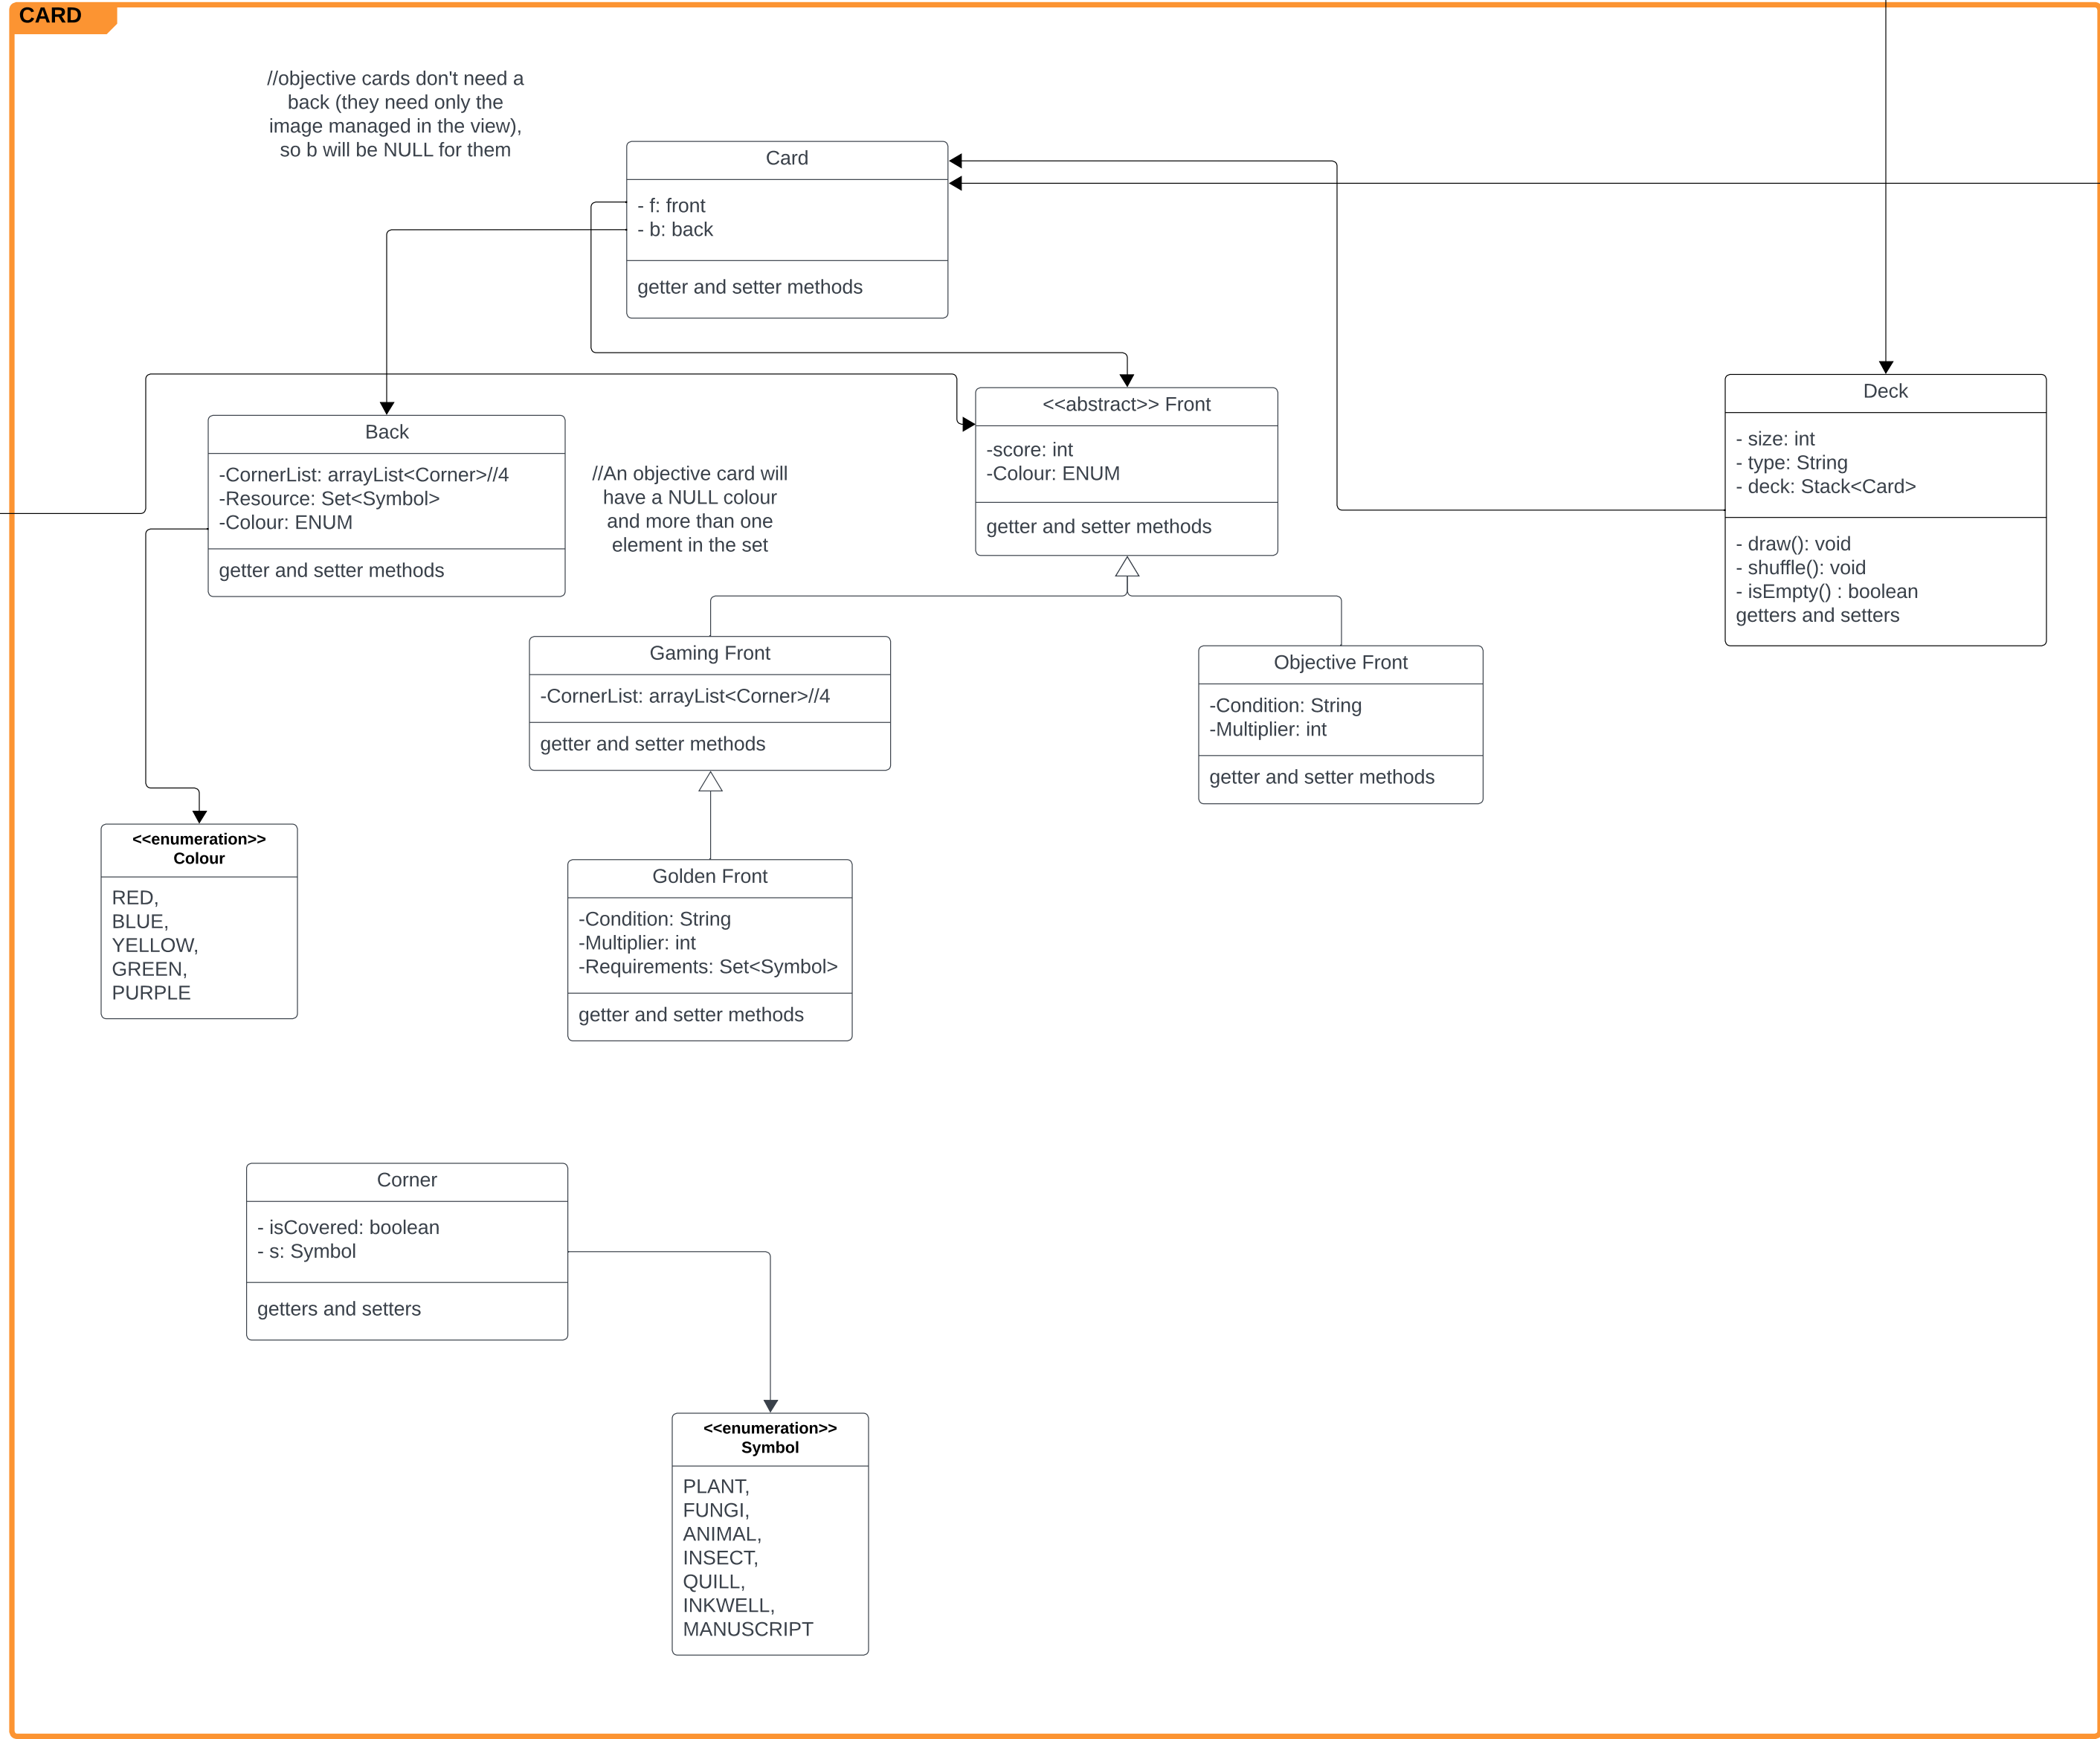 CARD
//objective cards don't need a
back (they need only the
image managed in the view),
so b will be NULL for them
Card
- f: front
- b: back
getter and setter methods
Back
-CornerList: arrayList<Corner>//4
-Resource: Set<Symbol>
-Colour: ENUM
getter and setter methods
//An objective card will
have a NULL colour
and more than one
element in the set
<<abstract>> Front
-score: int
-Colour: ENUM
getter and setter methods
Deck
- size: int
- type: String
- deck: Stack<Card>
- draw(): void
- shuffle(): void
- isEmpty() : boolean
getters and setters
Gaming Front
-CornerList: arrayList<Corner>//4
getter and setter methods
Objective Front
-Condition: String
-Multiplier: int
getter and setter methods
<<enumeration>>
Colour
RED,
BLUE,
YELLOW,
GREEN,
PURPLE
Golden Front
-Condition: String
-Multiplier: int
-Requirements: Set<Symbol>
getter and setter methods
Corner
- isCovered: boolean
- s: Symbol
getters and setters
<<enumeration>>
Symbol
PLANT,
FUNGI,
ANIMAL,
INSECT,
QUILL,
INKWELL,
MANUSCRIPT